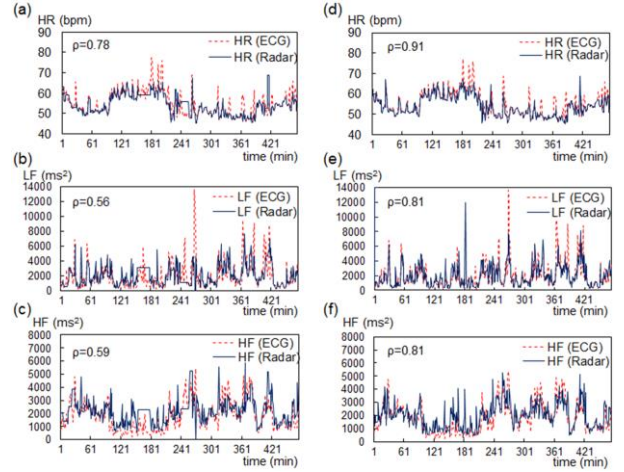 (a)
HR (bpm)
90
80
70
60
50
40
ρ=0.78
HR (ECG)
HR (Radar)
1 61 121 181 241 301 361 421
time (min)
(d)
HR (bpm)
90
80
70
60
50
40
ρ=0.91
HR (ECG)
HR (Radar)
1 61 121 181 241 301 361 421
time (min)
(b)
LF (ms²)
14000
12000
10000
8000
6000
4000
2000
0
ρ=0.56
LF (ECG)
LF (Radar)
1 61 121 181 241 301 361 421
time (min)
(e)
LF (ms²)
14000
12000
10000
8000
6000
4000
2000
0
ρ=0.81
LF (ECG)
LF (Radar)
1 61 121 181 241 301 361 421
time (min)
(c)
HF (ms²)
8000
7000
6000
5000
4000
3000
2000
1000
0
ρ=0.59
HF (ECG)
HF (Radar)
1 61 121 181 241 301 361 421
time (min)
(f)
HF (ms²)
8000
7000
6000
5000
4000
3000
2000
1000
0
ρ=0.81
HF (ECG)
HF (Radar)
1 61 121 181 241 301 361 421
time (min)